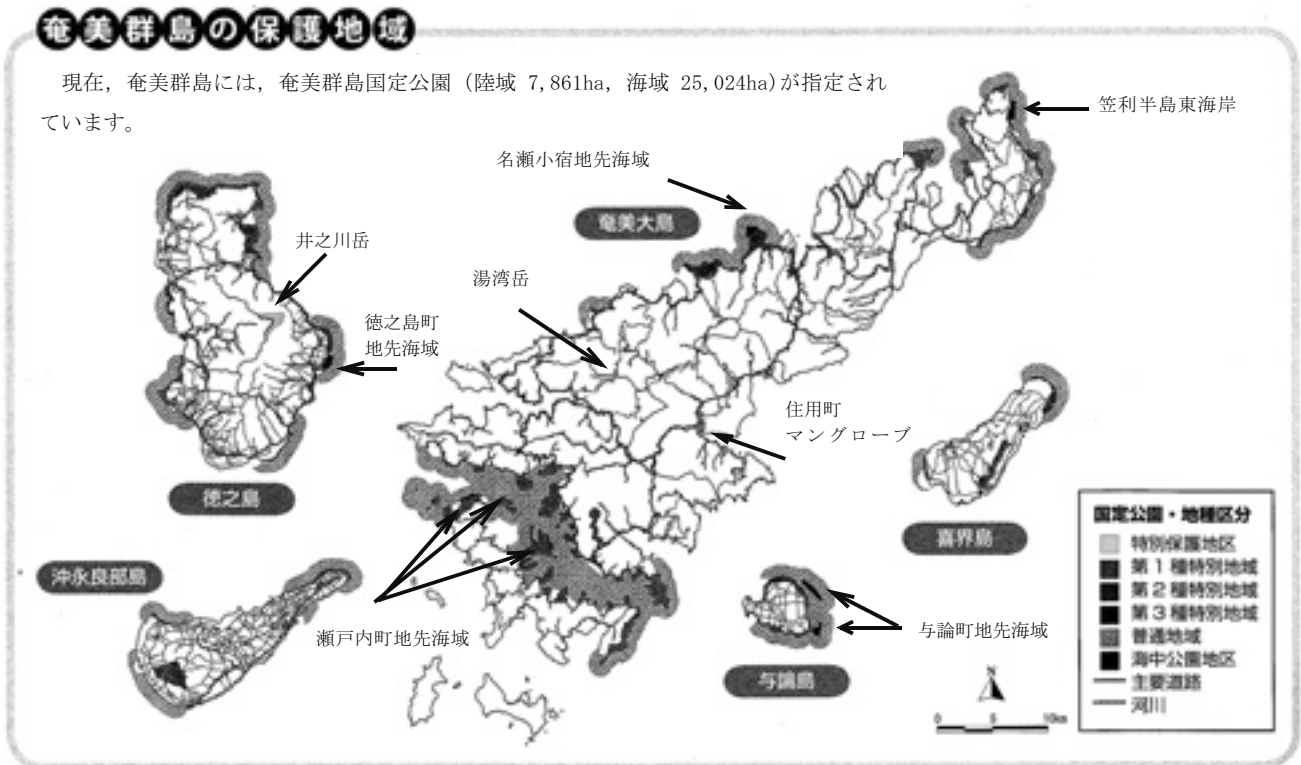 奄美群島の保護地域
現在，奄美群島には，奄美群島国定公園（陸域 7,861ha，海域 25,024ha)が指定され
ています。
笠利半島東海岸
名瀬小宿地先海域
奄美大島
井之川岳
湯湾岳
徳之島町
地先海域
住用町
マングローブ
徳之島
喜界島
沖永良部島
瀬戸内町地先海域
与論町地先海域
与論島
国定公園・地種区分
特別保護地区
第1種特別地域
第2種特別地域
第3種特別地域
普通地域
海中公園地区
主要道路
河川
N
0 5 10km